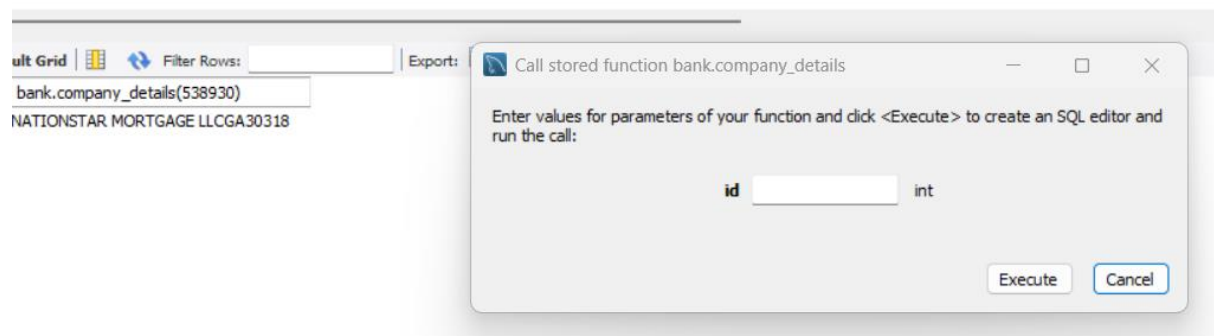 ult Grid Filter Rows: Export:
bank.company_details(538930)
NATIONSTAR MORTGAGE LLCGA30318
Call stored function bank.company_details
Enter values for parameters of your function and click <Execute> to create an SQL editor and
run the call:
id int
Execute Cancel